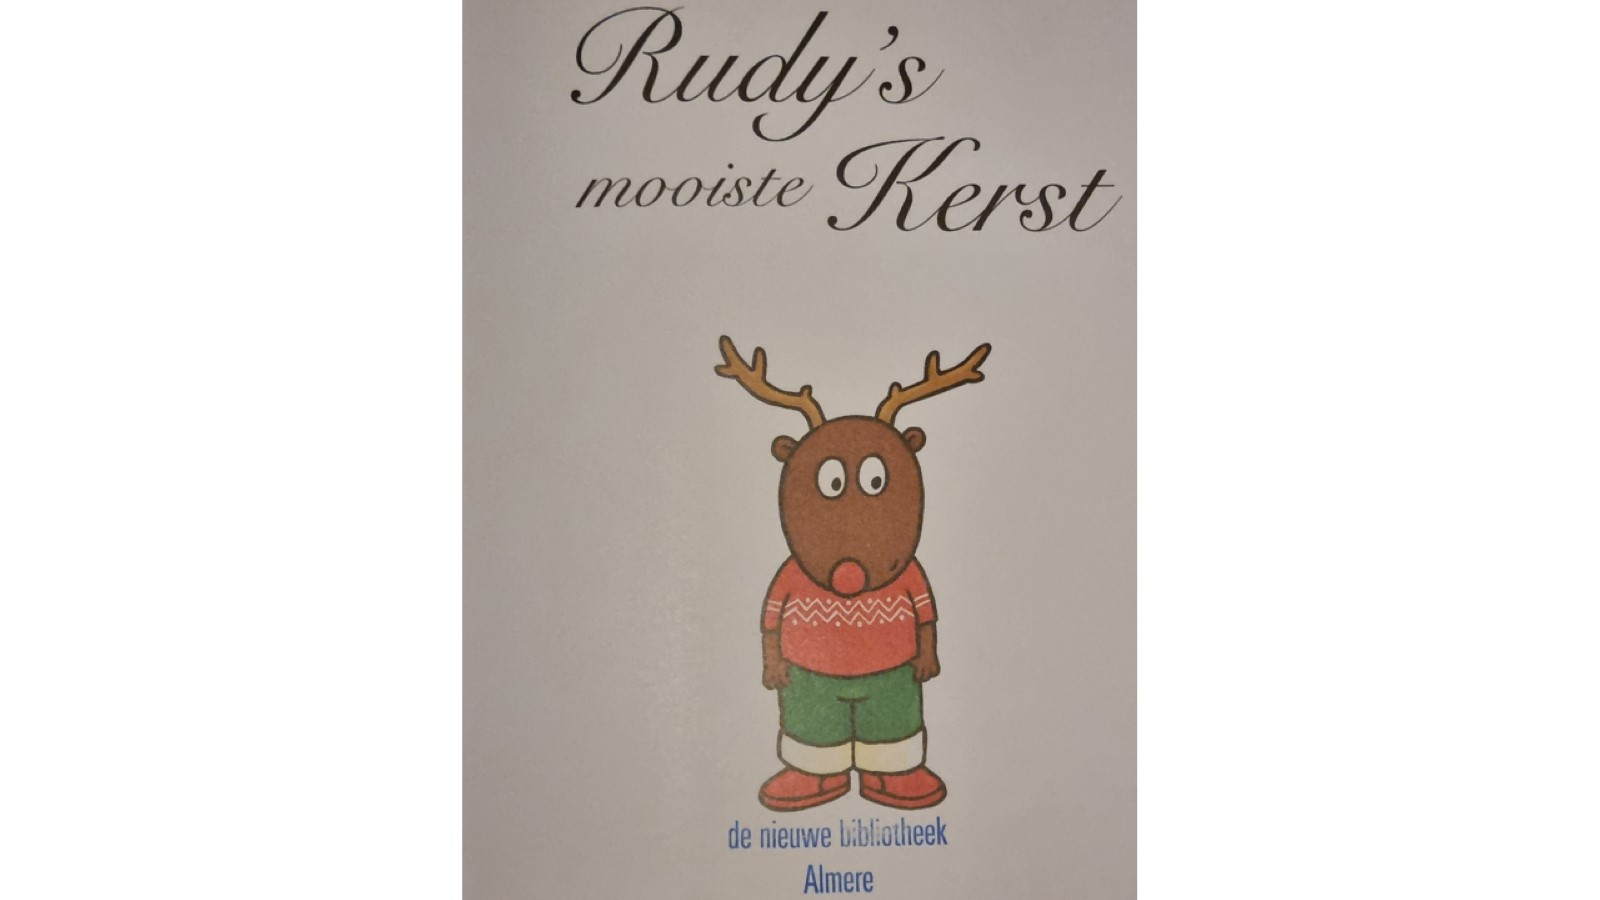 Rudy's
mooiste Kerst
de nieuwe bibliotheek
Almere